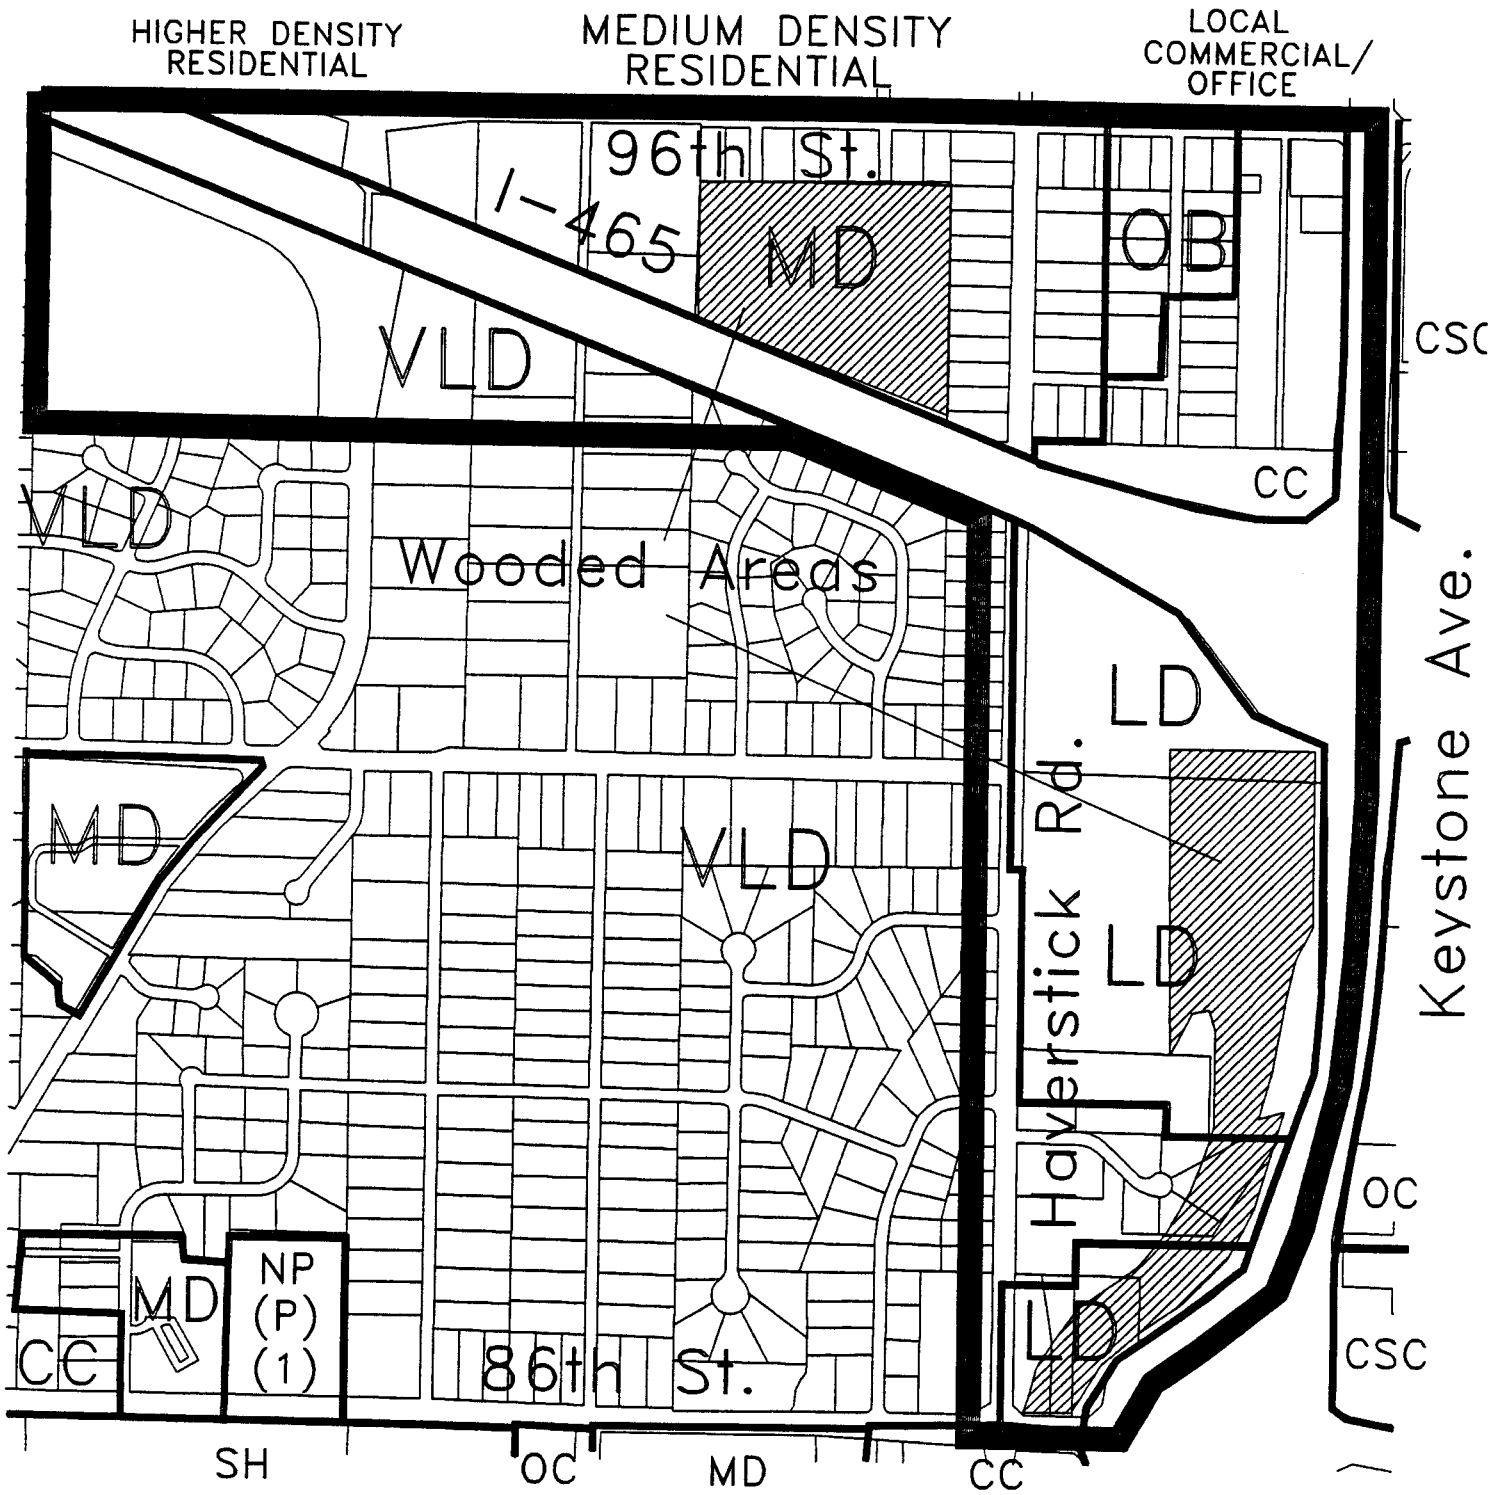 HIGHER DENSITY
RESIDENTIAL
MEDIUM DENSITY
RESIDENTIAL
LOCAL
COMMERCIAL/
OFFICE
96th St.
I-465
MD
OB
CSC
VLD
CC
VLD
Wooded Areas
LD
Keystone Ave.
MD
VLD
Haverstick Rd.
LD
OC
MD
NP
(P)
(1)
LD
CC
86th St.
CSC
SH
OC
MD
CC